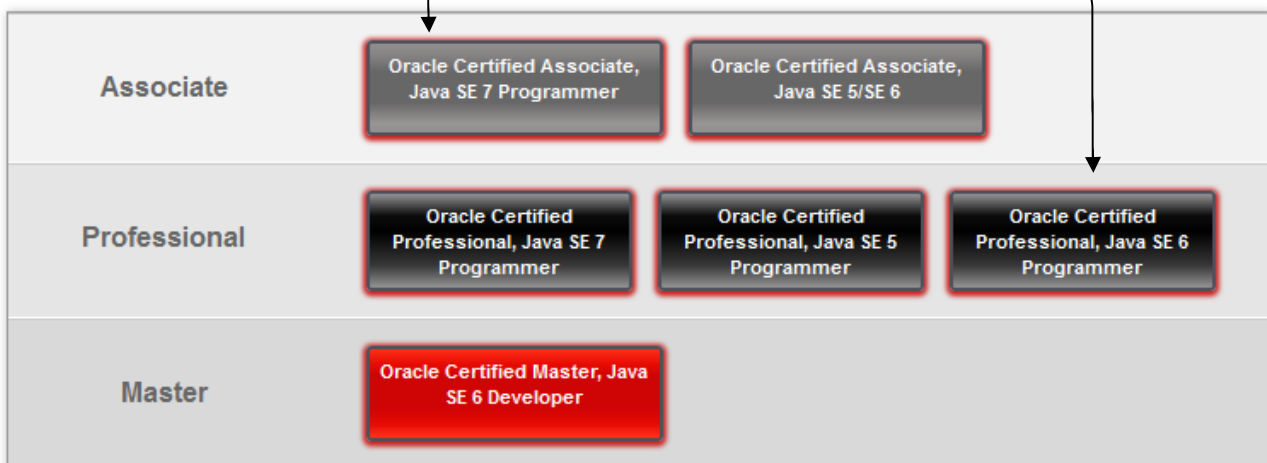 Associate
Oracle Certified Associate,
Java SE 7 Programmer
Oracle Certified Associate,
Java SE 5/SE 6
Professional
Oracle Certified
Professional, Java SE 7
Programmer
Oracle Certified
Professional, Java SE 5
Programmer
Oracle Certified
Professional, Java SE 6
Programmer
Master
Oracle Certified Master, Java
SE 6 Developer